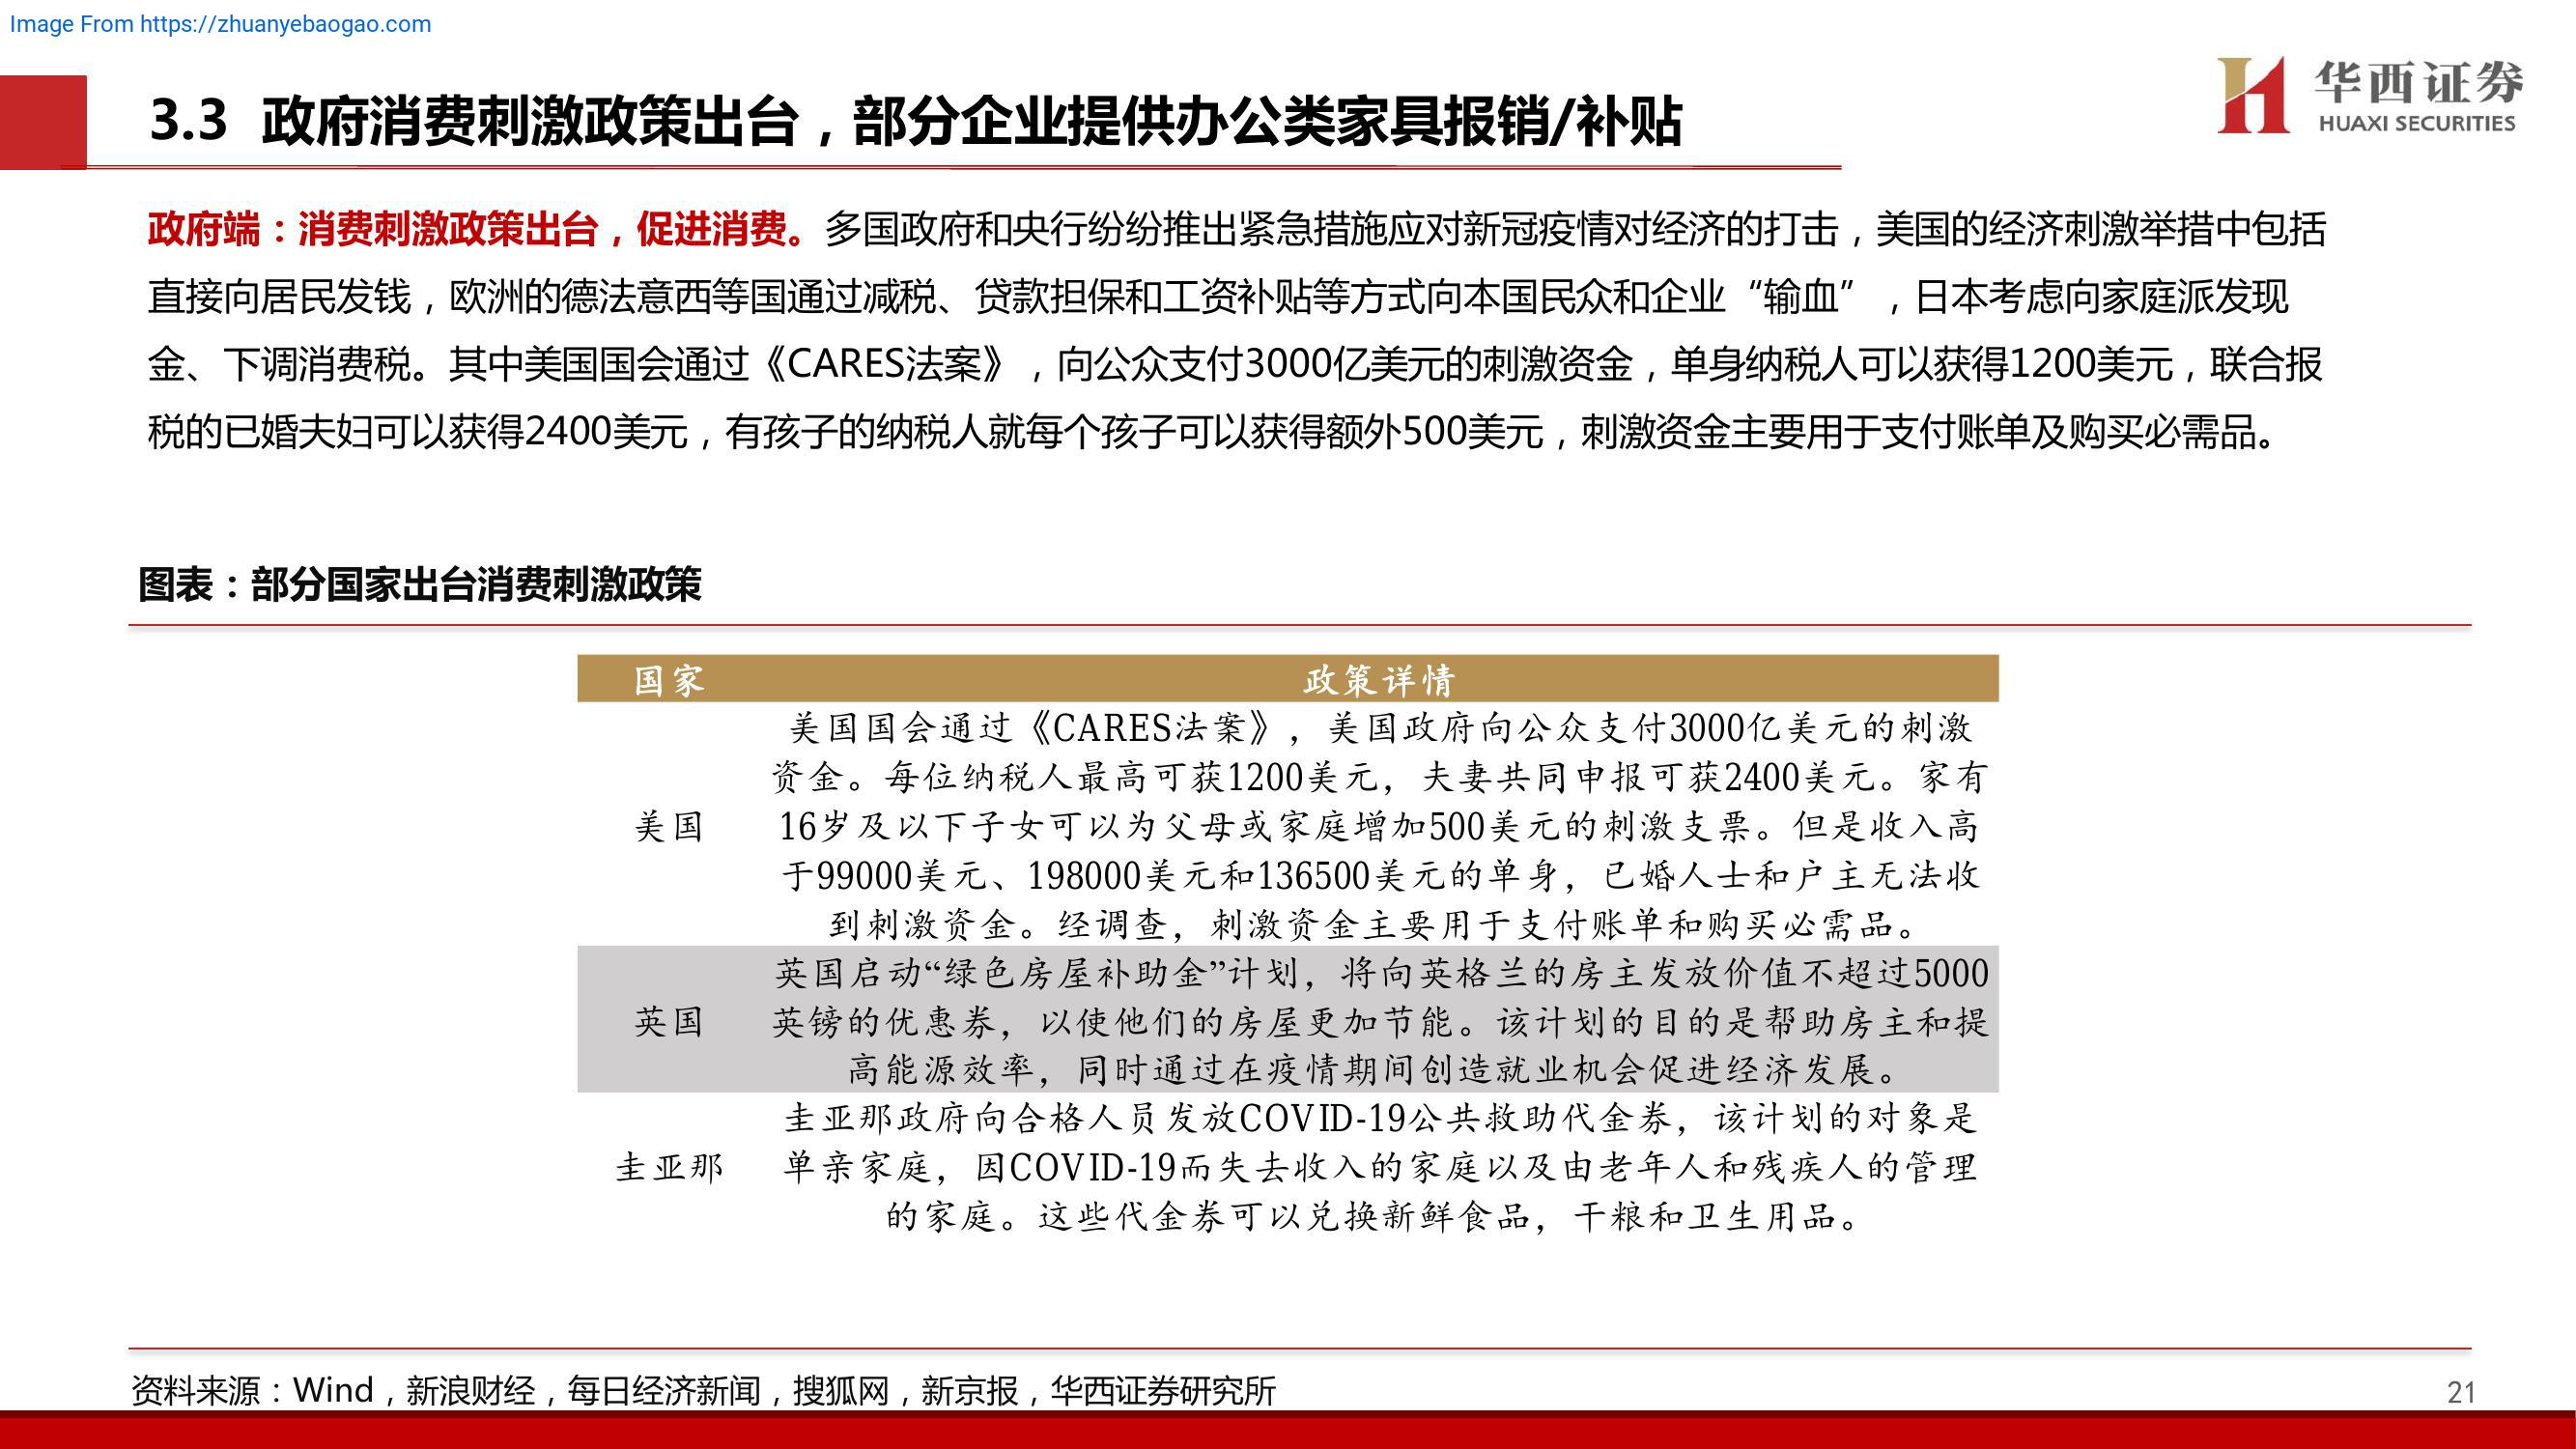 Image From https://zhuanyebaogao.com
华西证券
HUAXI SECURITIES
3.3 政府消费刺激政策出台，部分企业提供办公类家具报销/补贴
政府端：消费刺激政策出台，促进消费。多国政府和央行纷纷推出紧急措施应对新冠疫情对经济的打击，美国的经济刺激举措中包括
直接向居民发钱，欧洲的德法意西等国通过减税、贷款担保和工资补贴等方式向本国民众和企业“输血”，日本考虑向家庭派发现
金、下调消费税。其中美国国会通过《CARES法案》，向公众支付3000亿美元的刺激资金，单身纳税人可以获得1200美元，联合报
税的已婚夫妇可以获得2400美元，有孩子的纳税人就每个孩子可以获得额外500美元，刺激资金主要用于支付账单及购买必需品。
图表：部分国家出台消费刺激政策
国家 政策详情
美国国会通过《CARES法案》，美国政府向公众支付3000亿美元的刺激
资金。每位纳税人最高可获1200美元，夫妻共同申报可获2400美元。家有
美国 16岁及以下子女可以为父母或家庭增加500美元的刺激支票。但是收入高
于99000美元、198000美元和136500美元的单身，已婚人士和户主无法收
到刺激资金。经调查，刺激资金主要用于支付账单和购买必需品。
英国启动“绿色房屋补助金”计划，将向英格兰的房主发放价值不超过5000
英国 英镑的优惠券，以使他们的房屋更加节能。该计划的目的是帮助房主和提
高能源效率，同时通过在疫情期间创造就业机会促进经济发展。
圭亚那政府向合格人员发放COVID-19公共救助代金券，该计划的对象是
圭亚那 单亲家庭，因COVID-19而失去收入的家庭以及由老年人和残疾人的管理
的家庭。这些代金券可以兑换新鲜食品，干粮和卫生用品。
资料来源：Wind，新浪财经，每日经济新闻，搜狐网，新京报，华西证券研究所
21